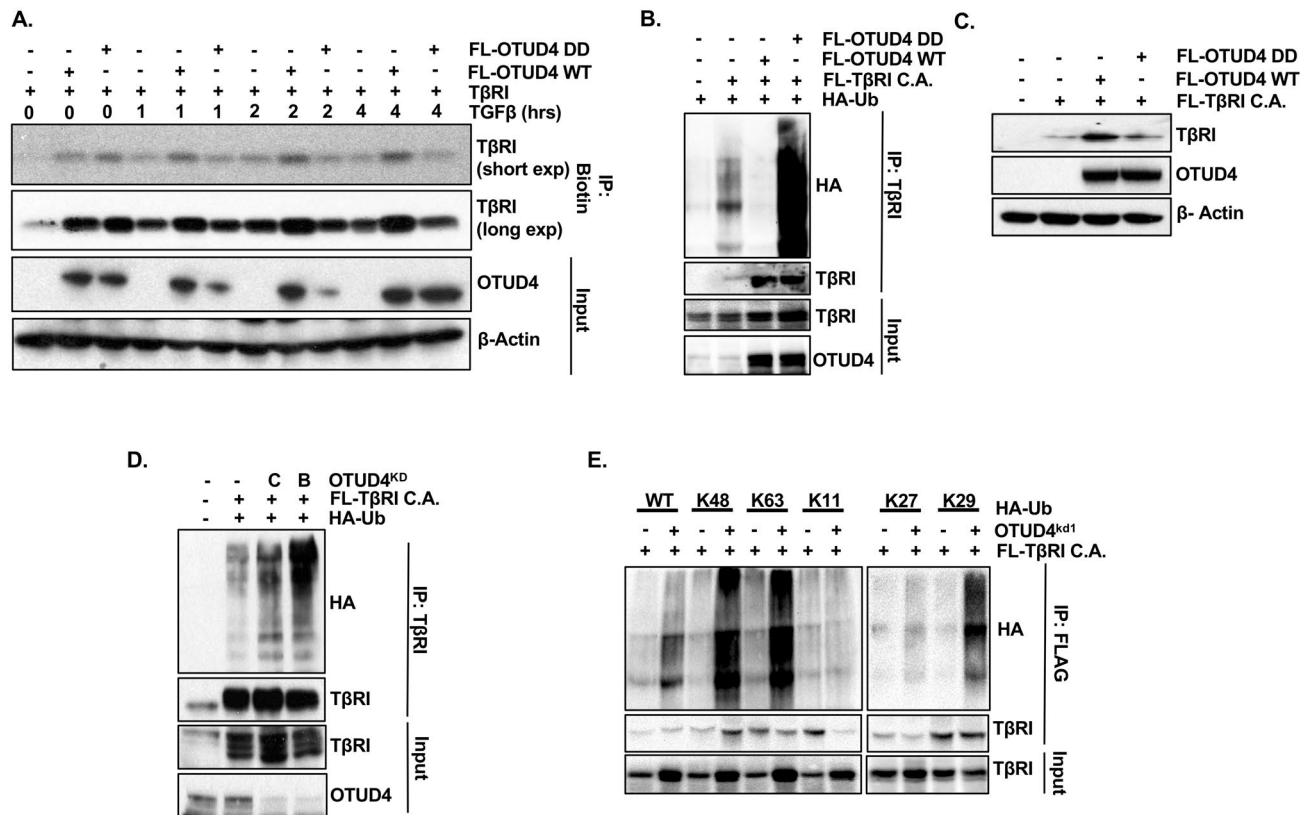 A.
- - + - - + - - + - - + FL-OTUD4 DD
- + - - + - - + - - + - FL-OTUD4 WT
+ + + + + + + + + + + + TβRI
0 0 0 1 1 1 2 2 2 4 4 4 TGFβ (hrs)
TβRI
(short exp)
TβRI
(long exp)
IP:
Biotin
OTUD4
β-Actin
Input
B.
- - - + FL-OTUD4 DD
- - + - FL-OTUD4 WT
- + + + FL-TβRI C.A.
+ + + + HA-Ub
HA
TβRI
IP: TβRI
TβRI
OTUD4
Input
C.
- - - + FL-OTUD4 DD
- - + - FL-OTUD4 WT
- + + + FL-TβRI C.A.
TβRI
OTUD4
β- Actin
D.
- - C B OTUD4KD
- + + + FL-TβRI C.A.
- + + + HA-Ub
HA
TβRI
IP: TβRI
TβRI
OTUD4
Input
E.
WT K48 K63 K11 K27 K29 HA-Ub
- + - + - + - + - + - + OTUD4kd1
+ + + + + + + + + + + + FL-TβRI C.A.
HA
TβRI
IP: FLAG
TβRI
Input